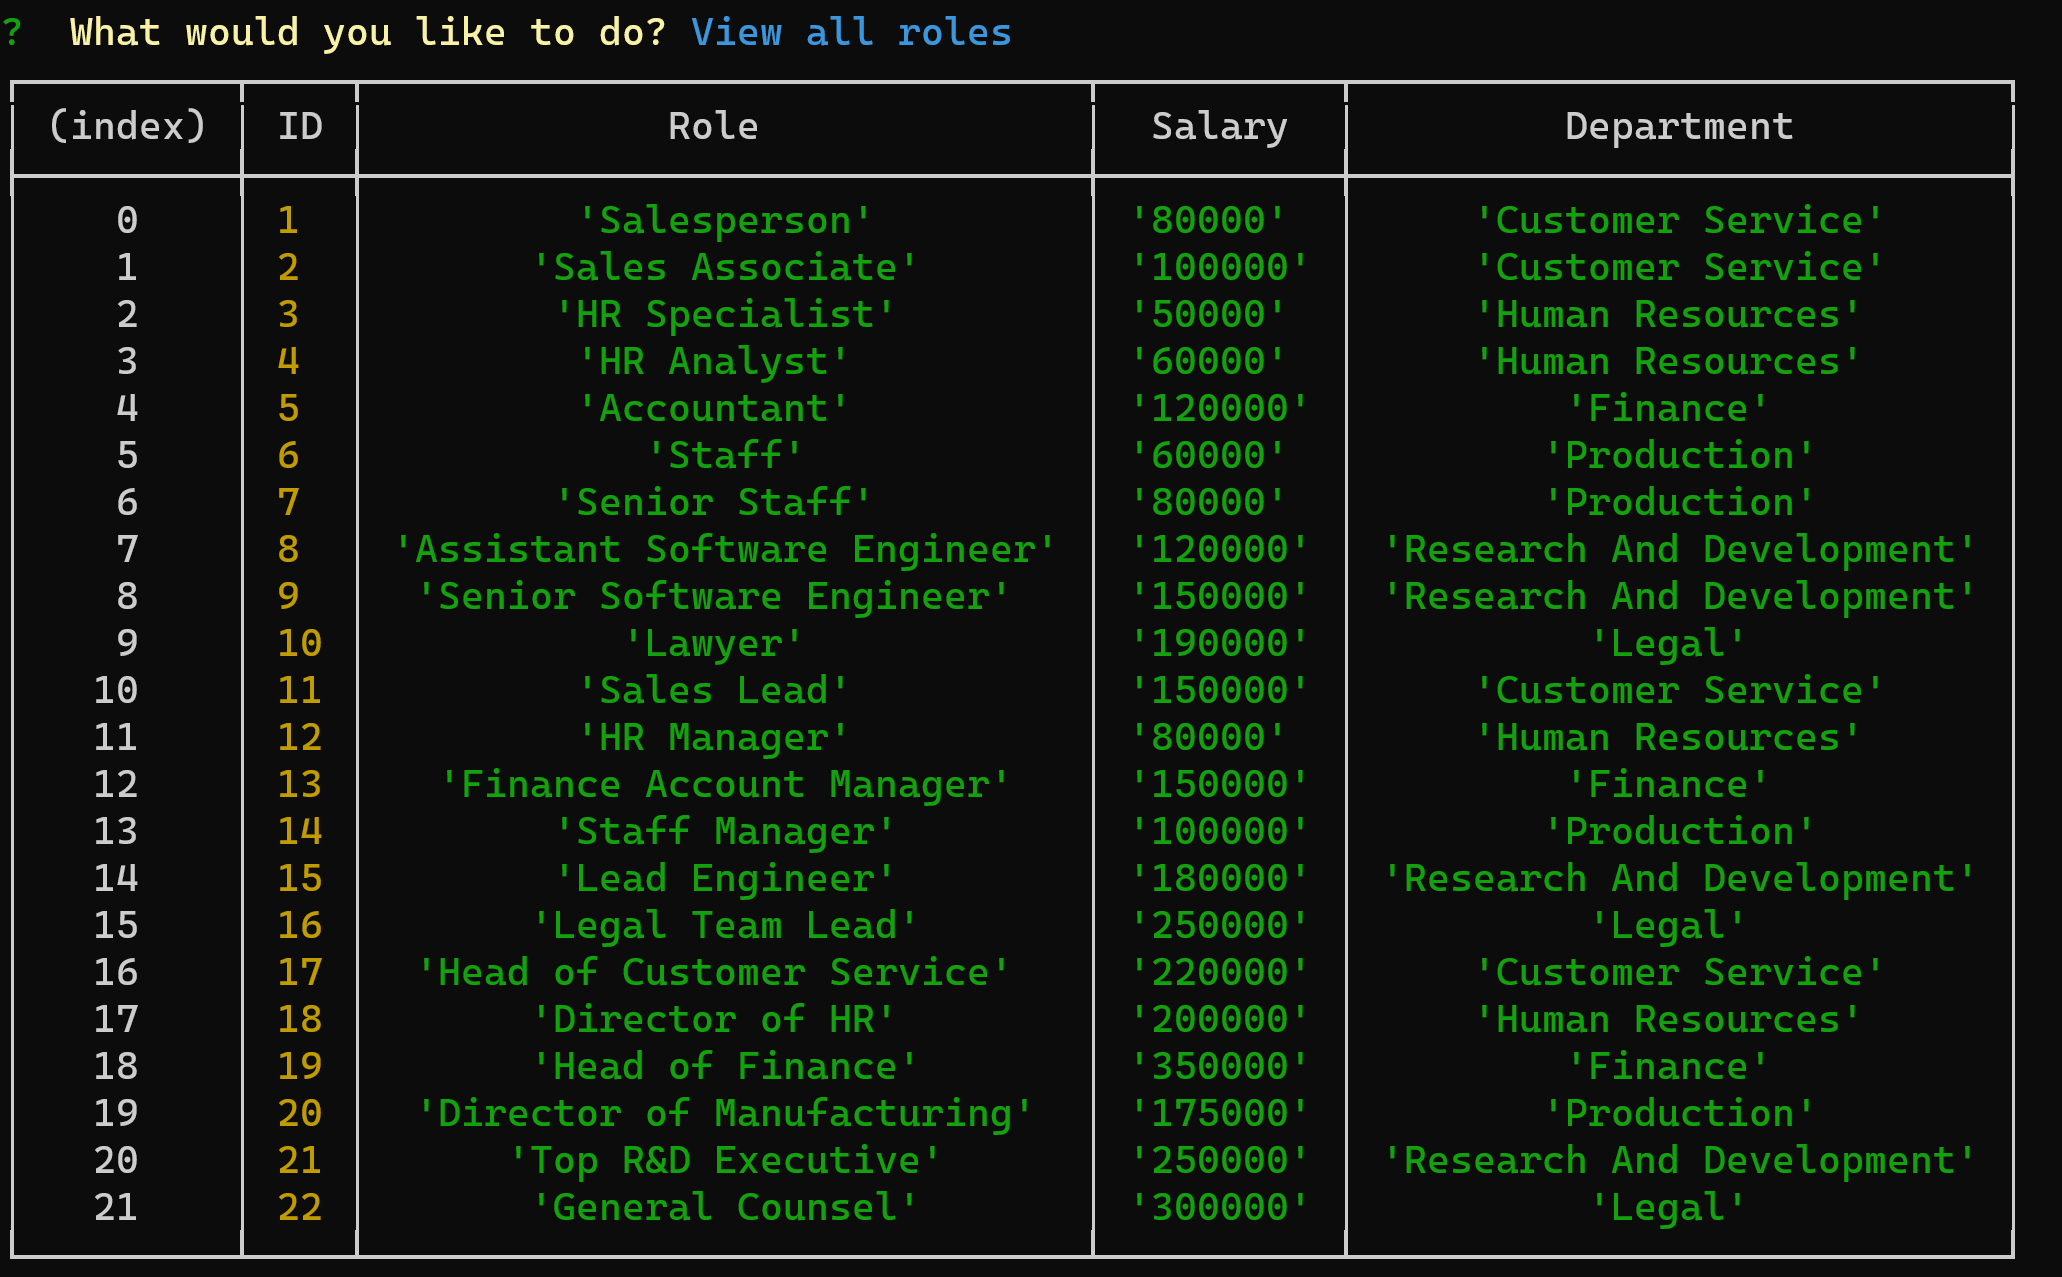 ? What would you like to do? View all roles
(index) ID Role Salary Department
0 1 'Salesperson' '80000' 'Customer Service'
1 2 'Sales Associate' '100000' 'Customer Service'
2 3 'HR Specialist' '50000' 'Human Resources'
3 4 'HR Analyst' '60000' 'Human Resources'
4 5 'Accountant' '120000' 'Finance'
5 6 'Staff' '60000' 'Production'
6 7 'Senior Staff' '80000' 'Production'
7 8 'Assistant Software Engineer' '120000' 'Research And Development'
8 9 'Senior Software Engineer' '150000' 'Research And Development'
9 10 'Lawyer' '190000' 'Legal'
10 11 'Sales Lead' '150000' 'Customer Service'
11 12 'HR Manager' '80000' 'Human Resources'
12 13 'Finance Account Manager' '150000' 'Finance'
13 14 'Staff Manager' '100000' 'Production'
14 15 'Lead Engineer' '180000' 'Research And Development'
15 16 'Legal Team Lead' '250000' 'Legal'
16 17 'Head of Customer Service' '220000' 'Customer Service'
17 18 'Director of HR' '200000' 'Human Resources'
18 19 'Head of Finance' '350000' 'Finance'
19 20 'Director of Manufacturing' '175000' 'Production'
20 21 'Top R&D Executive' '250000' 'Research And Development'
21 22 'General Counsel' '300000' 'Legal'